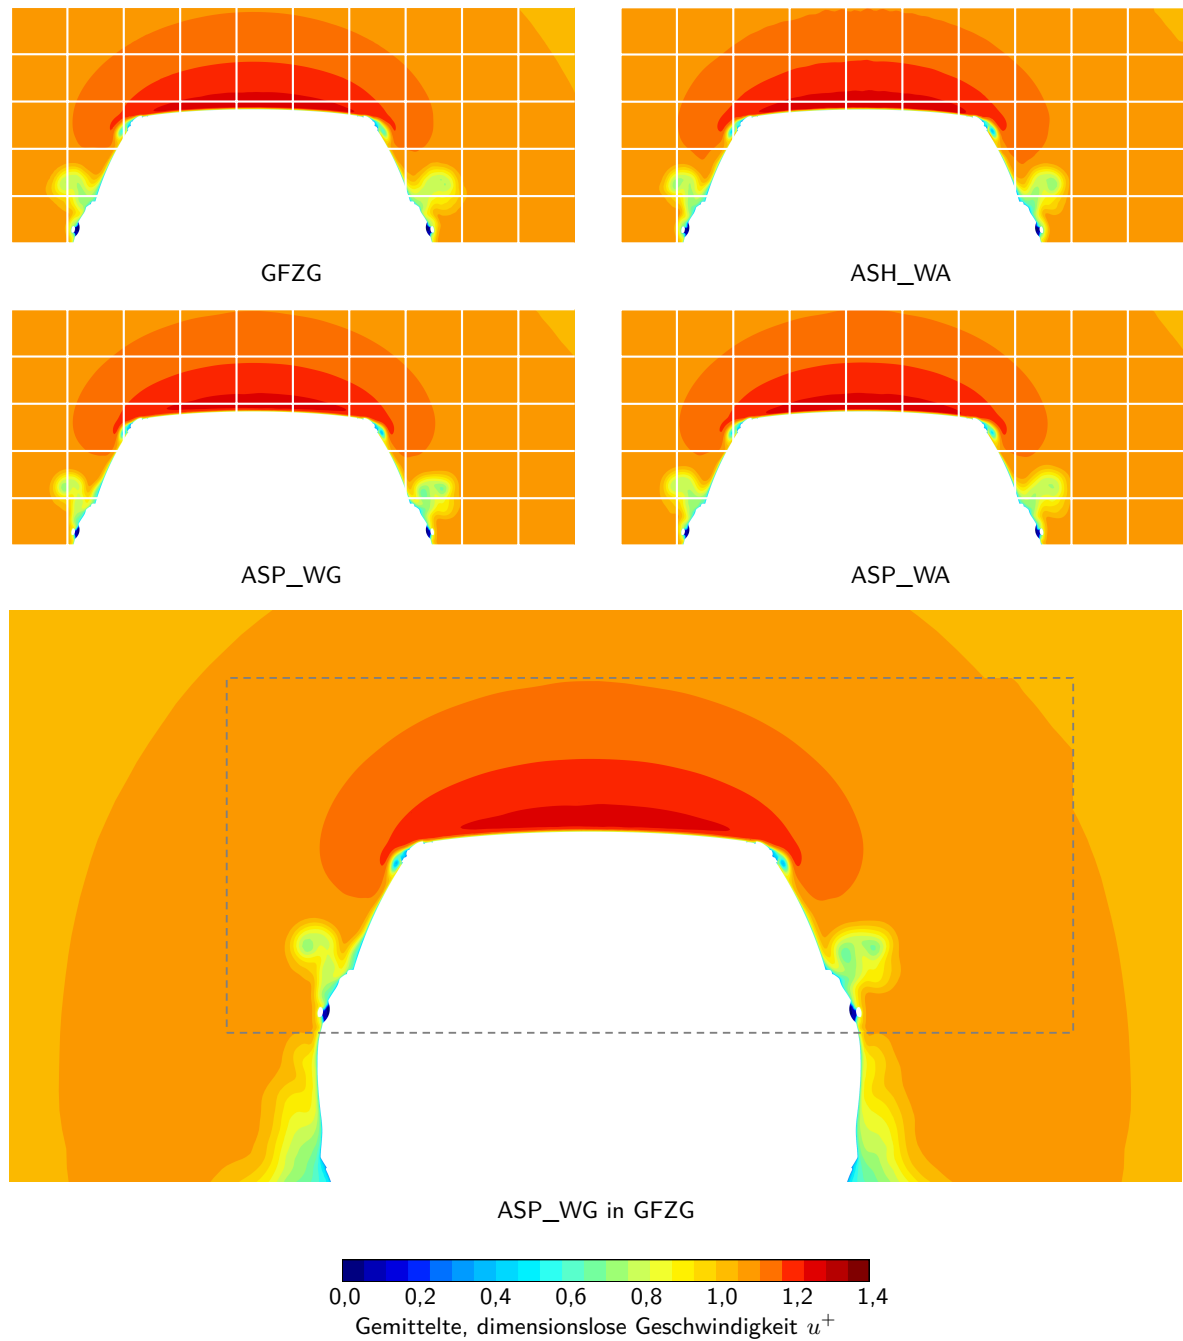 GFZG
ASH_WA
ASP_WG
ASP_WA
ASP_WG in GFZG
0,0 0,2 0,4 0,6 0,8 1,0 1,2 1,4
Gemittelte, dimensionslose Geschwindigkeit u⁺